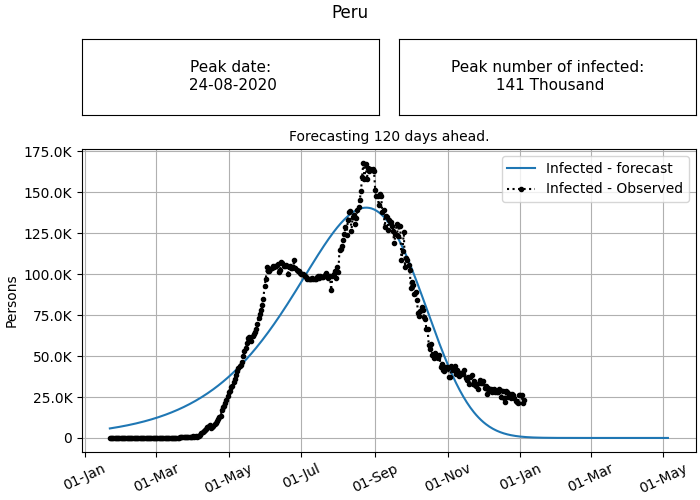 Peru
Peak date:
24-08-2020
Peak number of infected:
141 Thousand
Forecasting 120 days ahead.
175.0K
150.0K
125.0K
100.0K
75.0K
50.0K
25.0K
0
Persons
Infected - forecast
Infected - Observed
01-Jan
01-Mar
01-May
01-Jul
01-Sep
01-Nov
01-Jan
01-Mar
01-May